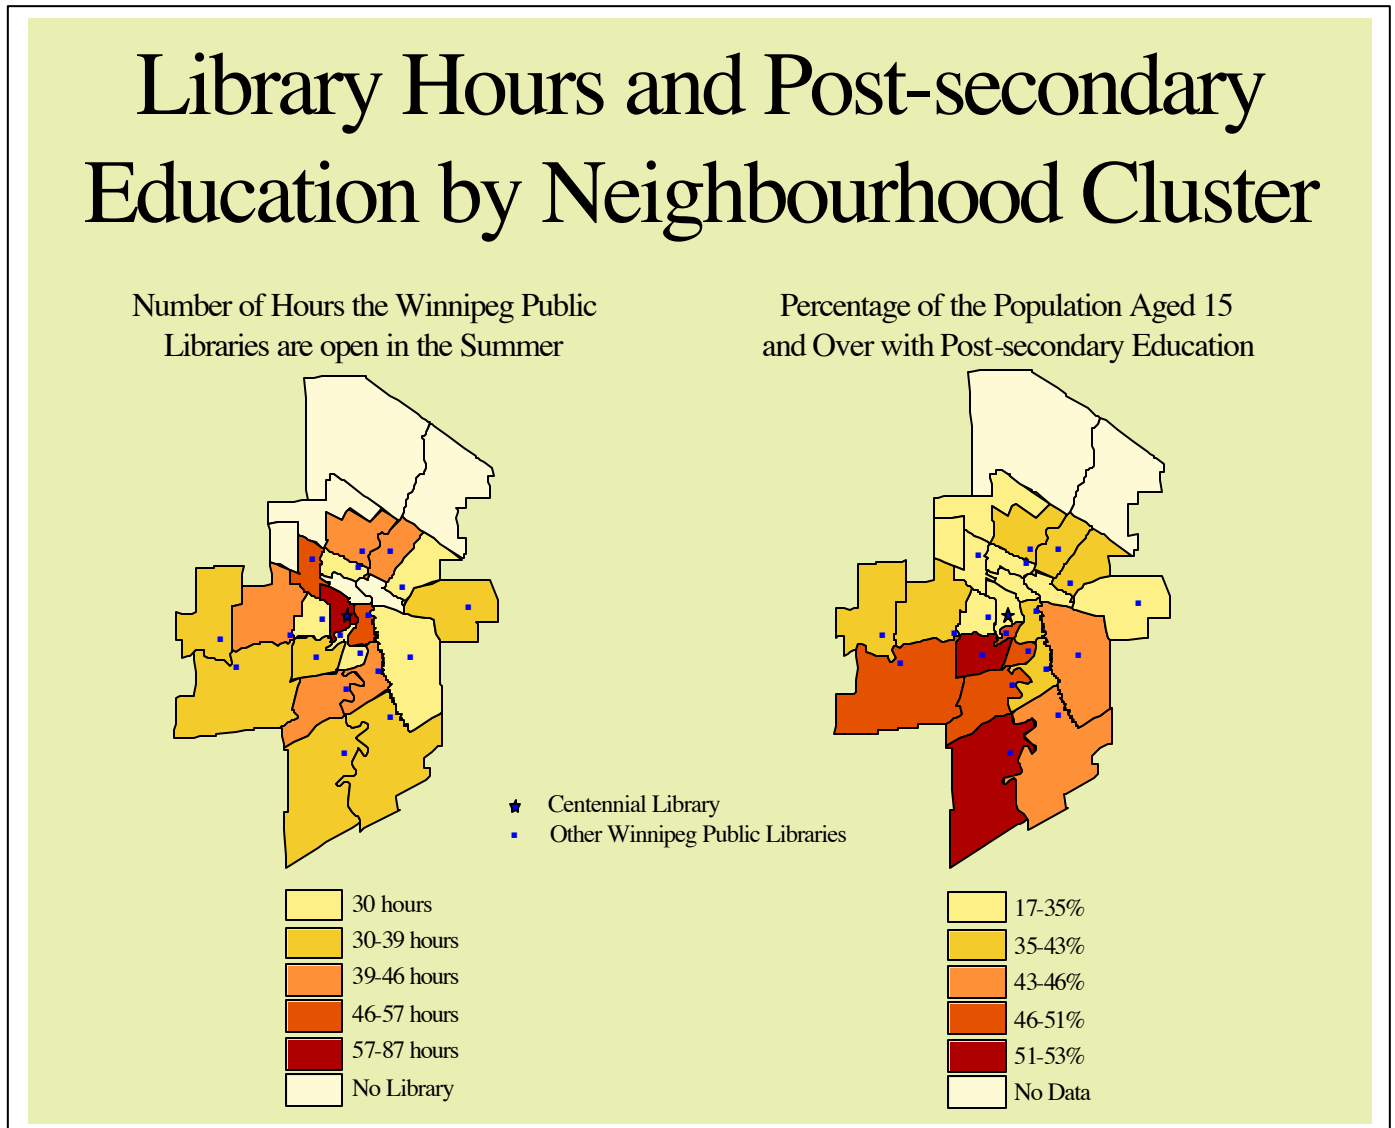 Library Hours and Post-secondary
Education by Neighbourhood Cluster
Number of Hours the Winnipeg Public
Libraries are open in the Summer
Percentage of the Population Aged 15
and Over with Post-secondary Education
Centennial Library
Other Winnipeg Public Libraries
30 hours
30-39 hours
39-46 hours
46-57 hours
57-87 hours
No Library
17-35%
35-43%
43-46%
46-51%
51-53%
No Data